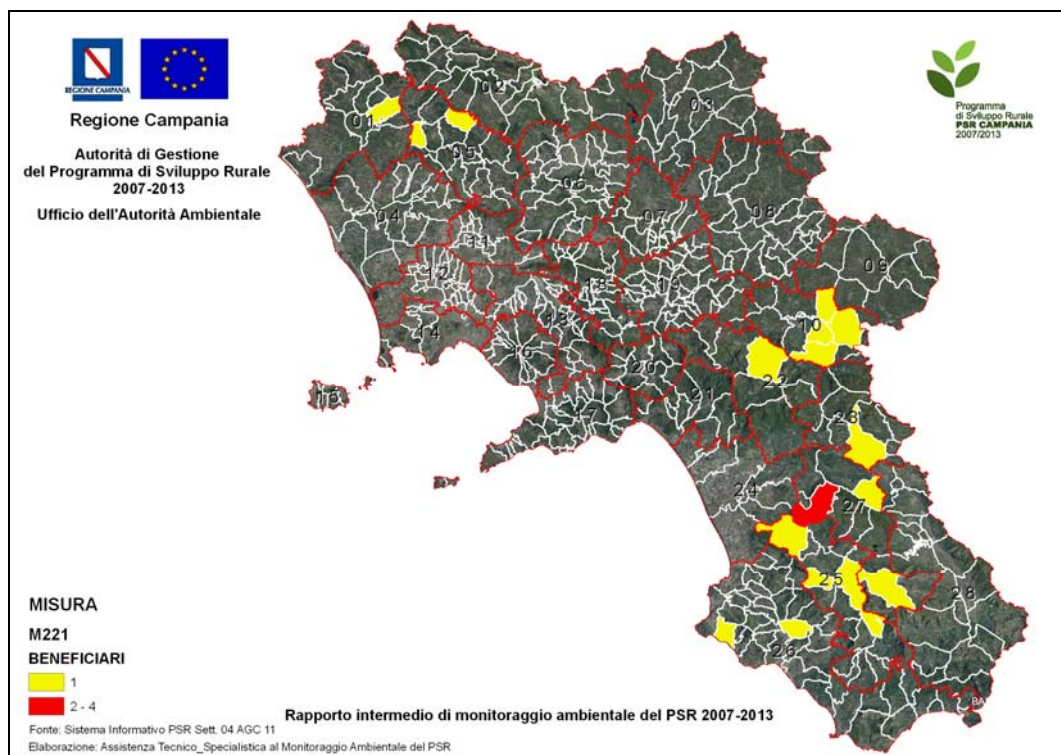 REGIONE CAMPANIA
Regione Campania
Autorità di Gestione
del Programma di Sviluppo Rurale
2007-2013
Ufficio dell'Autorità Ambientale
Programma
di Sviluppo Rurale
PSR CAMPANIA
2007/2013
01
02
03
04
05
06
07
08
09
10
11
12
13
14
15
16
17
18
19
20
21
22
23
24
25
26
27
28
BA
MISURA
M221
BENEFICIARI
1
2 - 4
Rapporto intermedio di monitoraggio ambientale del PSR 2007-2013
Fonte: Sistema Informativo PSR Sett. 04 AGC 11
Elaborazione: Assistenza Tecnico_Specialistica al Monitoraggio Ambientale del PSR